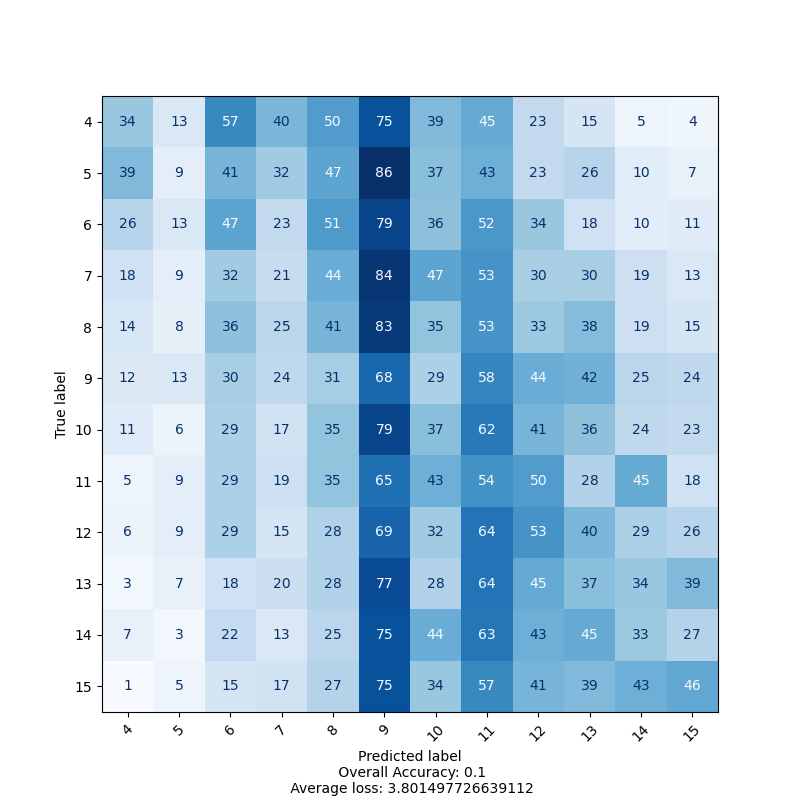 4 34 13 57 40 50 75 39 45 23 15 5 4
5 39 9 41 32 47 86 37 43 23 26 10 7
6 26 13 47 23 51 79 36 52 34 18 10 11
7 18 9 32 21 44 84 47 53 30 30 19 13
8 14 8 36 25 41 83 35 53 33 38 19 15
9 12 13 30 24 31 68 29 58 44 42 25 24
True label
10 11 6 29 17 35 79 37 62 41 36 24 23
11 5 9 29 19 35 65 43 54 50 28 45 18
12 6 9 29 15 28 69 32 64 53 40 29 26
13 3 7 18 20 28 77 28 64 45 37 34 39
14 7 3 22 13 25 75 44 63 43 45 33 27
15 1 5 15 17 27 75 34 57 41 39 43 46
4 5 6 7 8 9 10 11 12 13 14 15
Predicted label
Overall Accuracy: 0.1
Average loss: 3.801497726639112